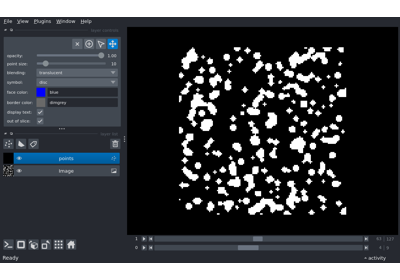 File View Plugins Window Help
opacity: 1.00
point size: 10
blending: translucent
symbol: disc
face color: blue
border color: dimgrey
display text: ✓
out of slice: ✓
points
Image
1
0
Ready
activity